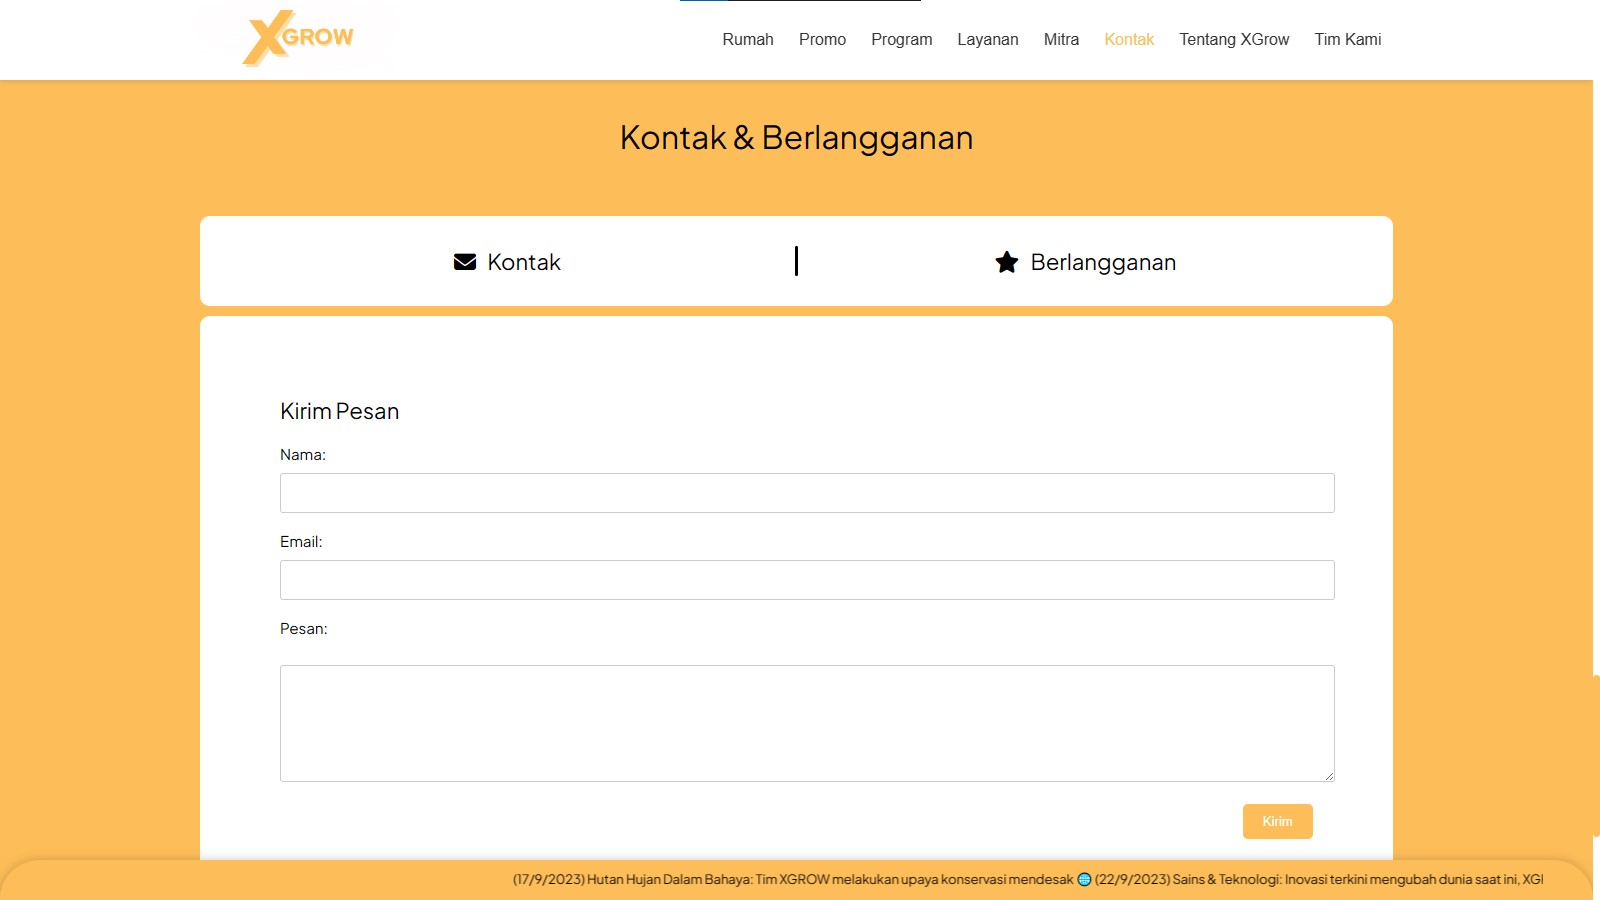 XGROW
Rumah Promo Program Layanan Mitra Kontak Tentang XGrow Tim Kami
Kontak & Berlangganan
Kontak
Berlangganan
Kirim Pesan
Nama:
Email:
Pesan:
Kirim
(17/9/2023) Hutan Hujan Dalam Bahaya: Tim XGROW melakukan upaya konservasi mendesak 🌐 (22/9/2023) Sains & Teknologi: Inovasi terkini mengubah dunia saat ini,